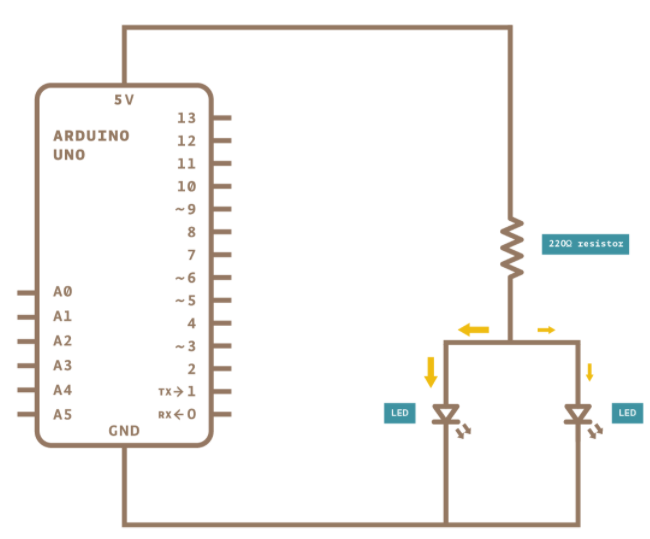 5V
ARDUINO
UNO
13
12
11
10
~9
8
7
~6
~5
4
~3
2
TX→1
RX←0
A0
A1
A2
A3
A4
A5
GND
220Ω resistor
LED
LED